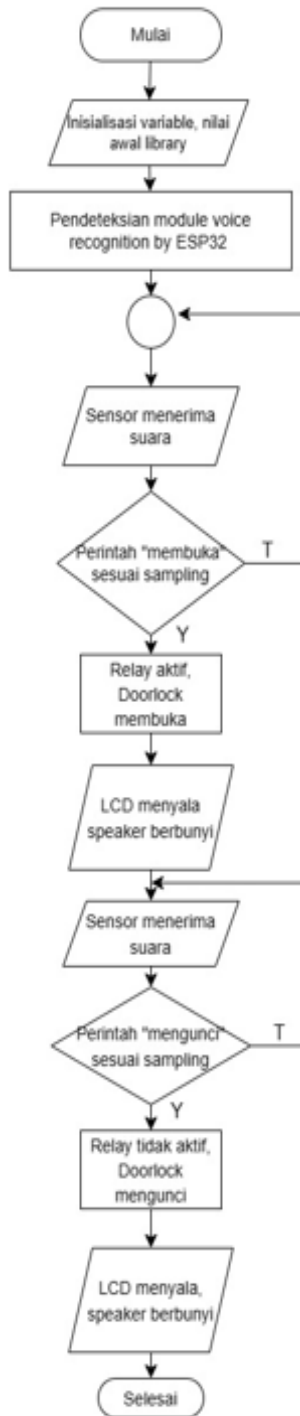 Mulai
Inisialisasi variable, nilai
awal library
Pendeteksian module voice
recognition by ESP32
Sensor menerima
suara
Perintah "membuka"
sesuai sampling
T
Y
Relay aktif,
Doorlock
membuka
LCD menyala
speaker berbunyi
Sensor menerima
suara
Perintah "mengunci"
sesuai sampling
T
Y
Relay tidak aktif,
Doorlock
mengunci
LCD menyala,
speaker berbunyi
Selesai